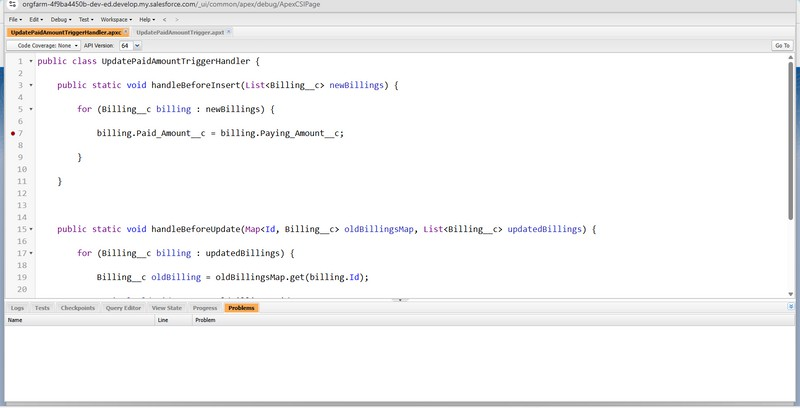 orgfarm-4f9ba4450b-dev-ed.develop.my.salesforce.com/_ui/common/apex/debug/ApexCSIPage
File Edit Debug Test Workspace Help < >
UpdatePaidAmountTriggerHandler.apxc UpdatePaidAmountTrigger.apxt
Code Coverage: None API Version: 64 Go To
1 public class UpdatePaidAmountTriggerHandler {
2
3 public static void handleBeforeInsert(List<Billing__c> newBillings) {
4
5 for (Billing__c billing : newBillings) {
6
7 billing.Paid_Amount__c = billing.Paying_Amount__c;
8
9 }
10
11 }
12
13
14
15 public static void handleBeforeUpdate(Map<Id, Billing__c> oldBillingsMap, List<Billing__c> updatedBillings) {
16
17 for (Billing__c billing : updatedBillings) {
18
19 Billing__c oldBilling = oldBillingsMap.get(billing.Id);
20
Logs Tests Checkpoints Query Editor View State Progress Problems
Name Line Problem